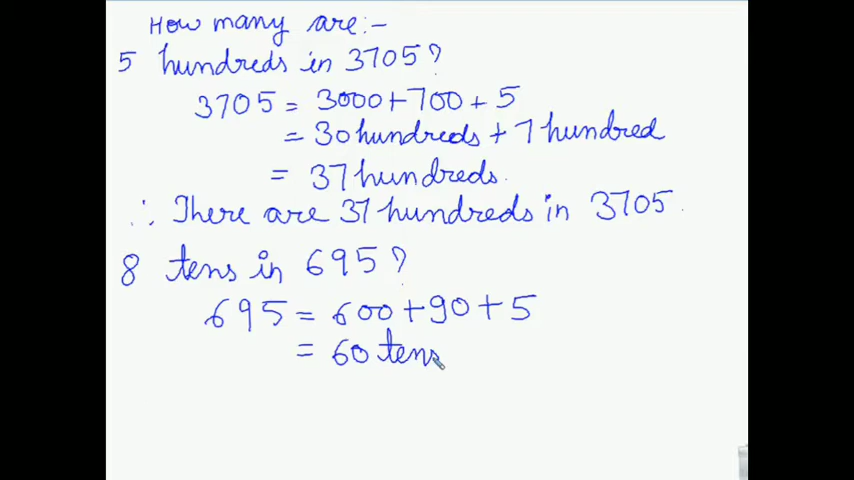 How many are:-
5 hundreds in 3705?
3705 = 3000+700 + 5
= 30 hundreds + 7 hundred
= 37 hundreds.
∴ There are 37 hundreds in 3705.
8 tens in 695?
695 = 600+90+5
= 60 tens